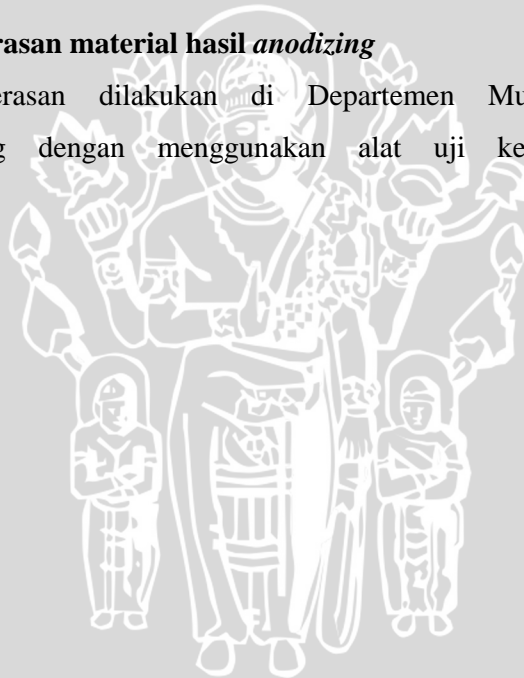 rasan material hasil anodizing
erasan dilakukan di Departemen Mu
g dengan menggunakan alat uji ke